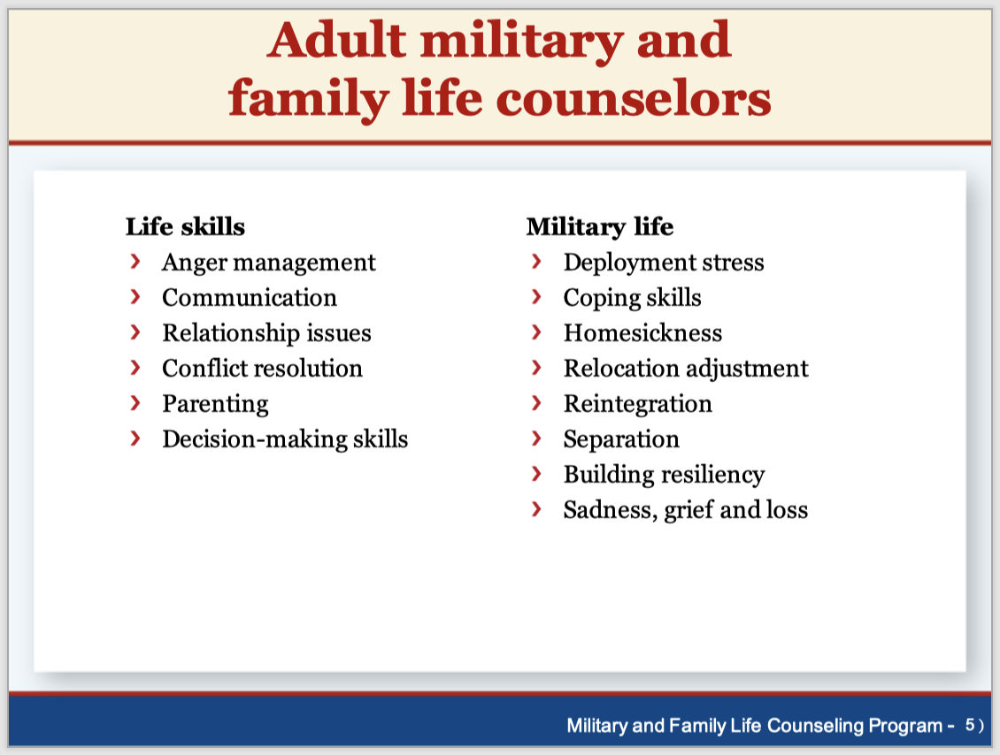 Adult military and
family life counselors
Life skills
› Anger management
› Communication
› Relationship issues
› Conflict resolution
› Parenting
› Decision-making skills
Military life
› Deployment stress
› Coping skills
› Homesickness
› Relocation adjustment
› Reintegration
› Separation
› Building resiliency
› Sadness, grief and loss
Military and Family Life Counseling Program - 5 )